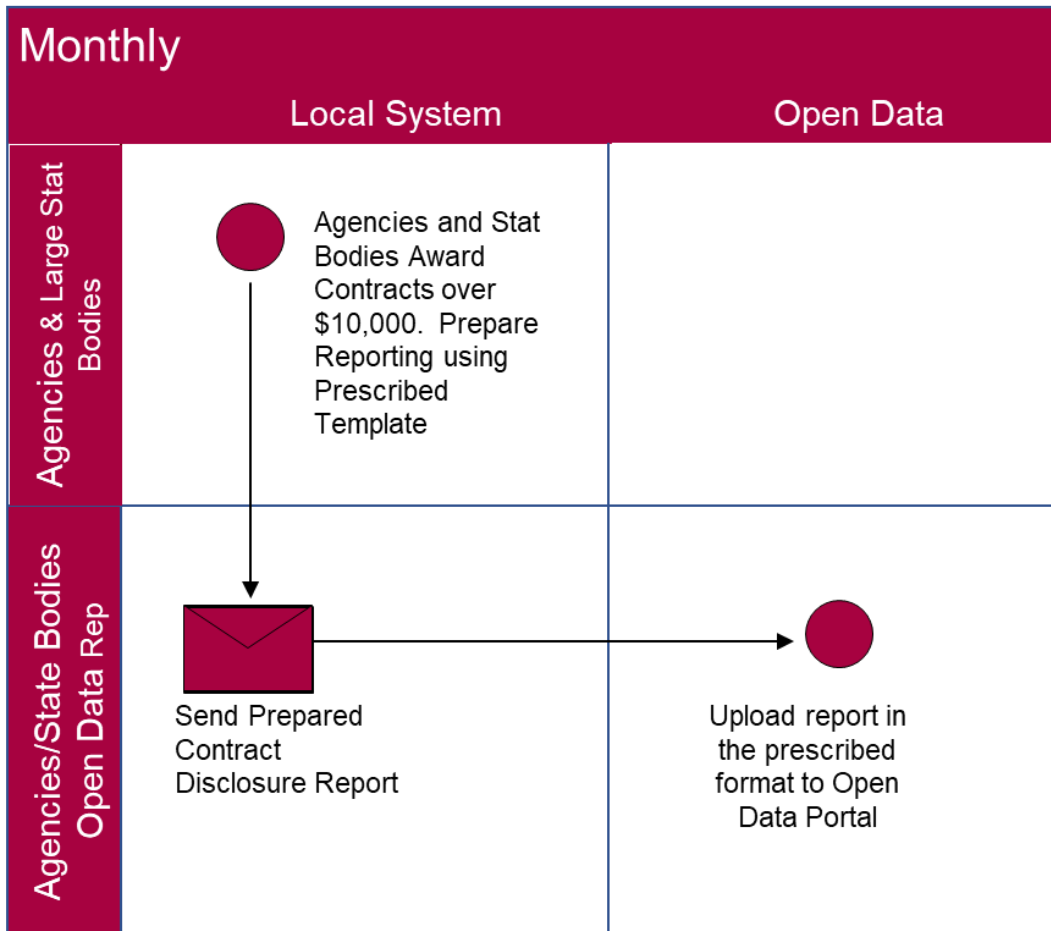 Monthly
Local System
Open Data
Agencies & Large Stat
Bodies
Agencies and Stat
Bodies Award
Contracts over
$10,000.  Prepare
Reporting using
Prescribed
Template
Agencies/State Bodies
Open Data Rep
Send Prepared
Contract
Disclosure Report
Upload report in
the prescribed
format to Open
Data Portal